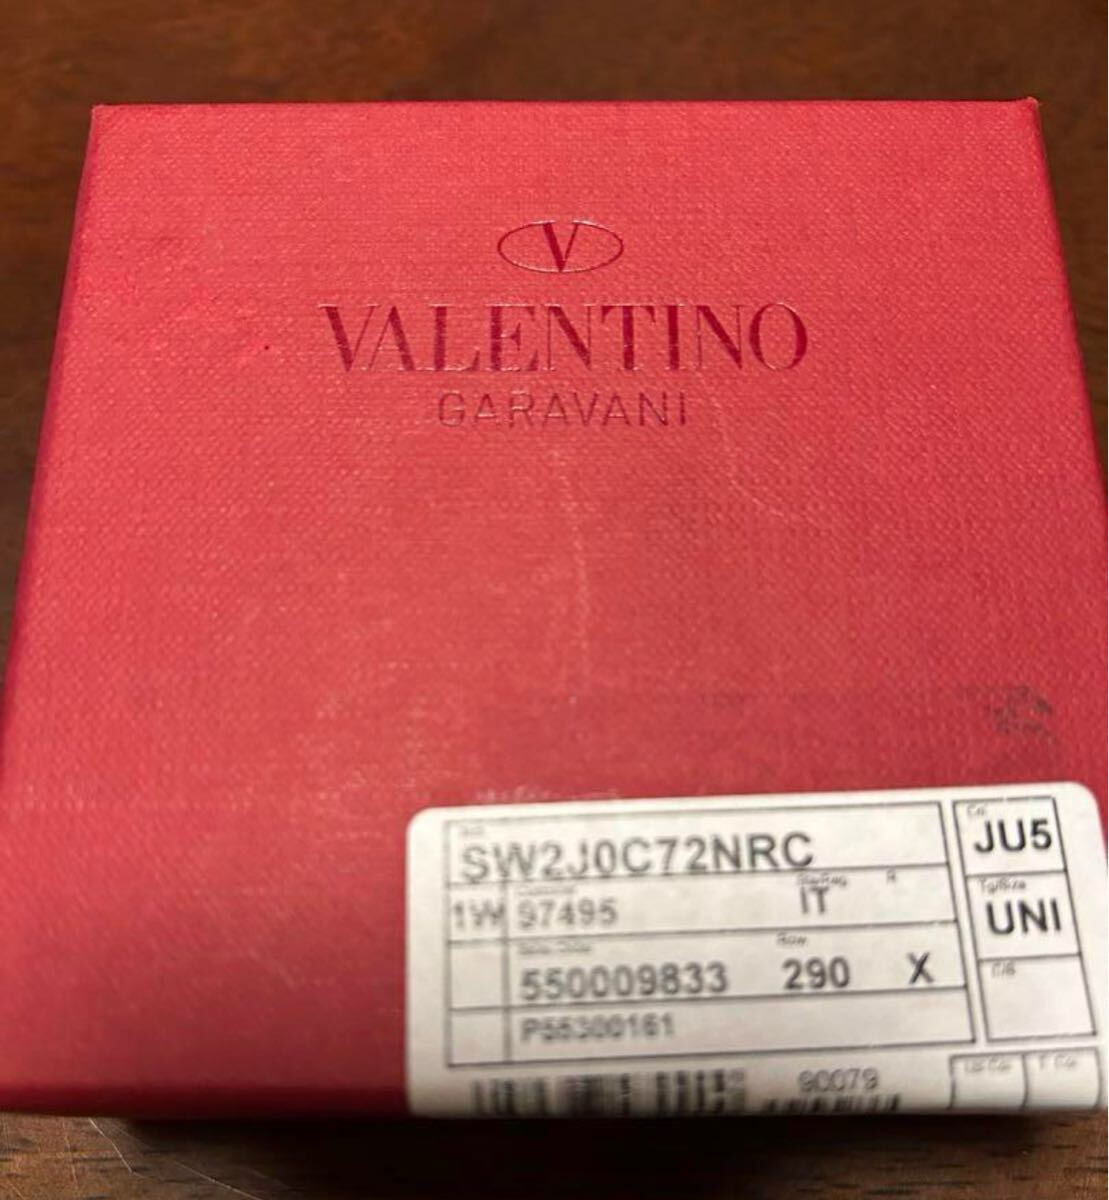 V
VALENTINO
GARAVANI
SW2J0C72NRC
JU5
1W 97495 IT
UNI
550009833 290 X
P55300161
90079